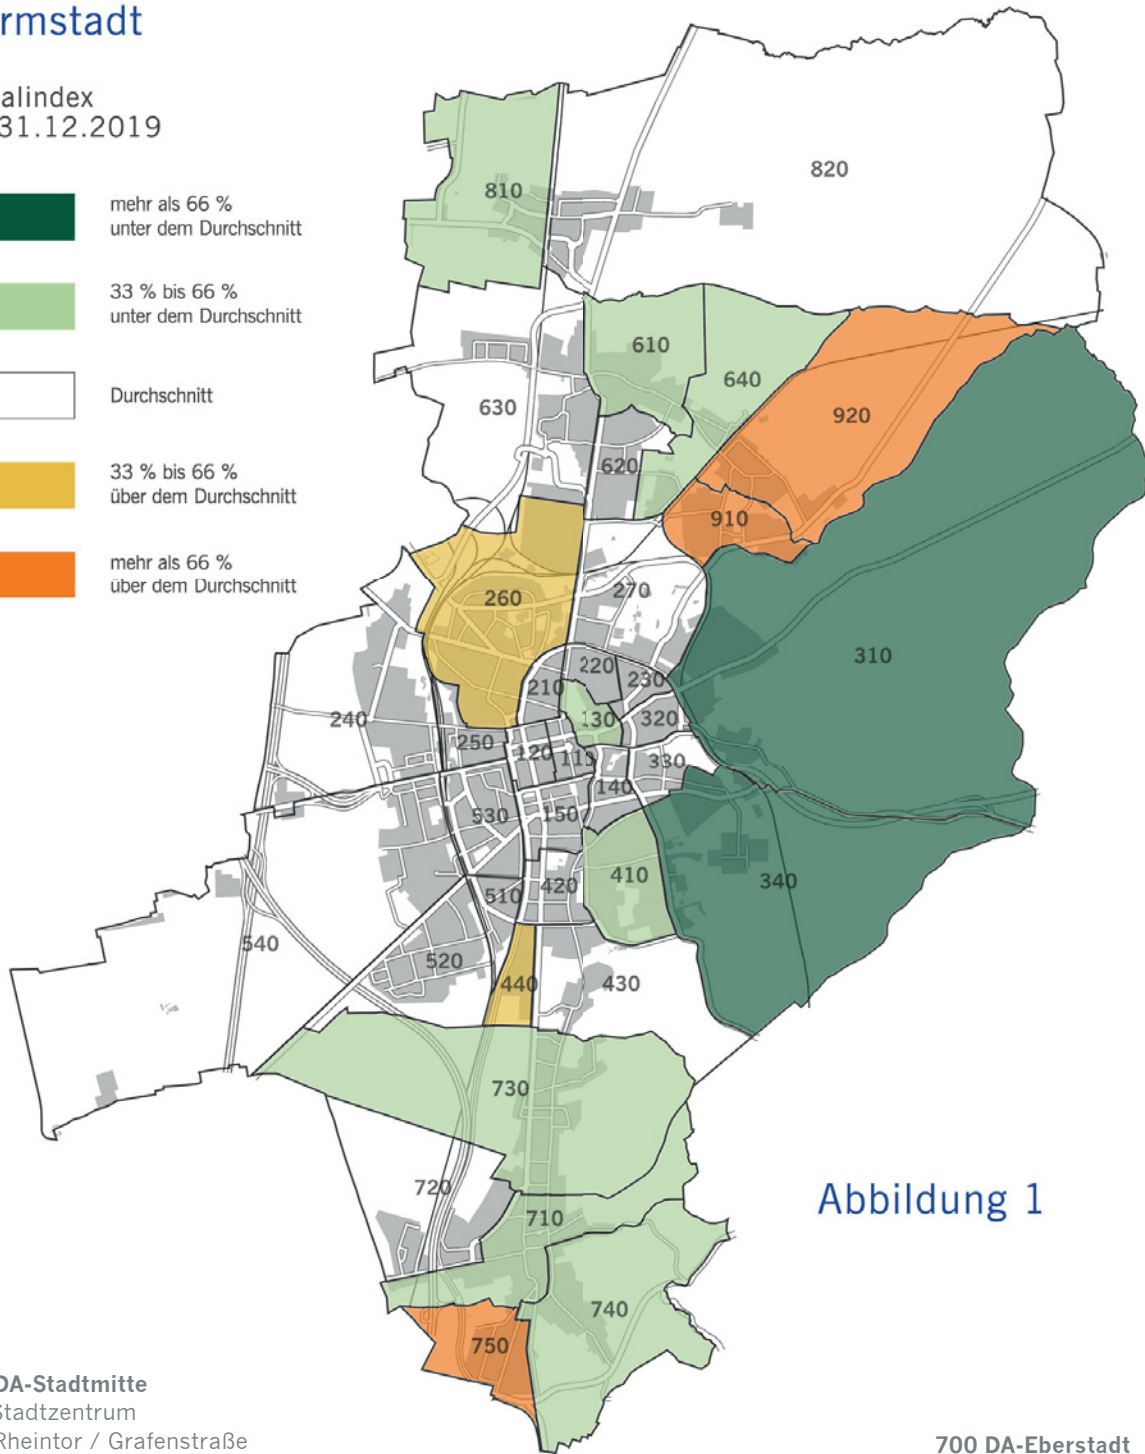 rmstadt
alindex
31.12.2019
mehr als 66 %
unter dem Durchschnitt
33 % bis 66 %
unter dem Durchschnitt
Durchschnitt
33 % bis 66 %
über dem Durchschnitt
mehr als 66 %
über dem Durchschnitt
820
810
610
640
920
630
620
910
270
260
310
220
230
210
130
320
240
250
120
110
330
140
530
150
410
340
420
510
540
520
440
430
730
720
710
740
750
Abbildung 1
DA-Stadtmitte
Stadtzentrum
Rheintor / Grafenstraße
700 DA-Eberstadt